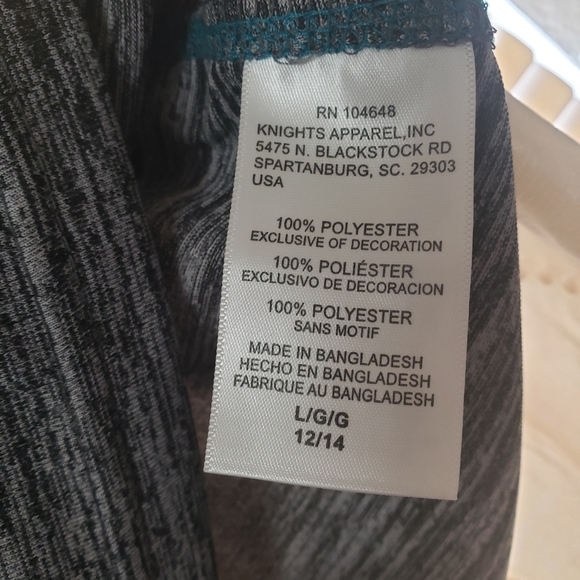 RN 104648
KNIGHTS APPAREL,INC
5475 N. BLACKSTOCK RD
SPARTANBURG, SC. 29303
USA
100% POLYESTER
EXCLUSIVE OF DECORATION
100% POLIÉSTER
EXCLUSIVO DE DECORACION
100% POLYESTER
SANS MOTIF
MADE IN BANGLADESH
HECHO EN BANGLADESH
FABRIQUE AU BANGLADESH
L/G/G
12/14